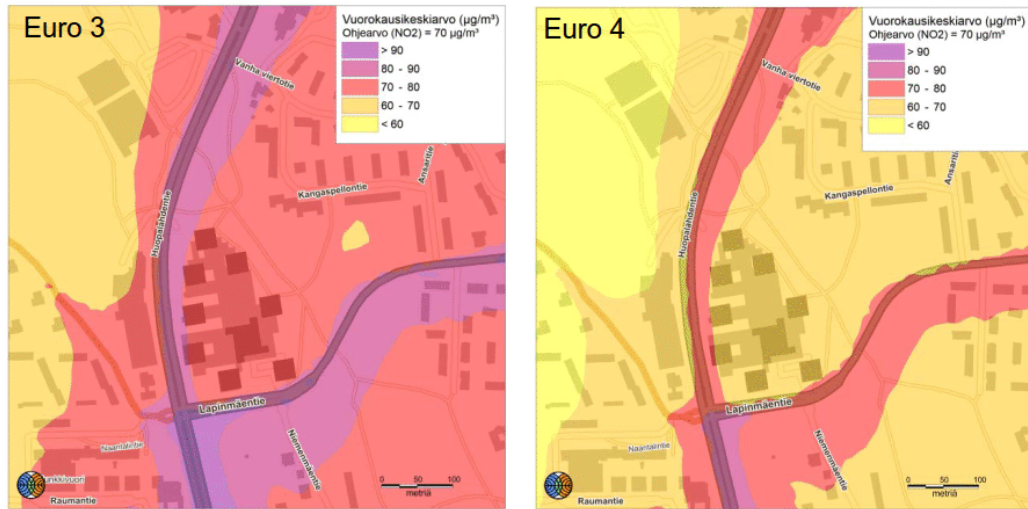 Euro 3
Vuorokausikeskiarvo (µg/m³)
Ohjearvo (NO2) = 70 µg/m³
> 90
80 - 90
70 - 80
60 - 70
< 60
Vanha viertotie
Ansaritie
Kangaspellontie
Huopalahdentie
Lapinmäentie
Niemenmäentie
Naantalintie
unkkivuori
Raumantie
0 50 100
metriä
Euro 4
Vuorokausikeskiarvo (µg/m³)
Ohjearvo (NO2) = 70 µg/m³
> 90
80 - 90
70 - 80
60 - 70
< 60
Vanha viertotie
Ansaritie
Kangaspellontie
Huopalahdentie
Lapinmäentie
Niemenmäentie
Naantalintie
Raumantie
0 50 100
metriä